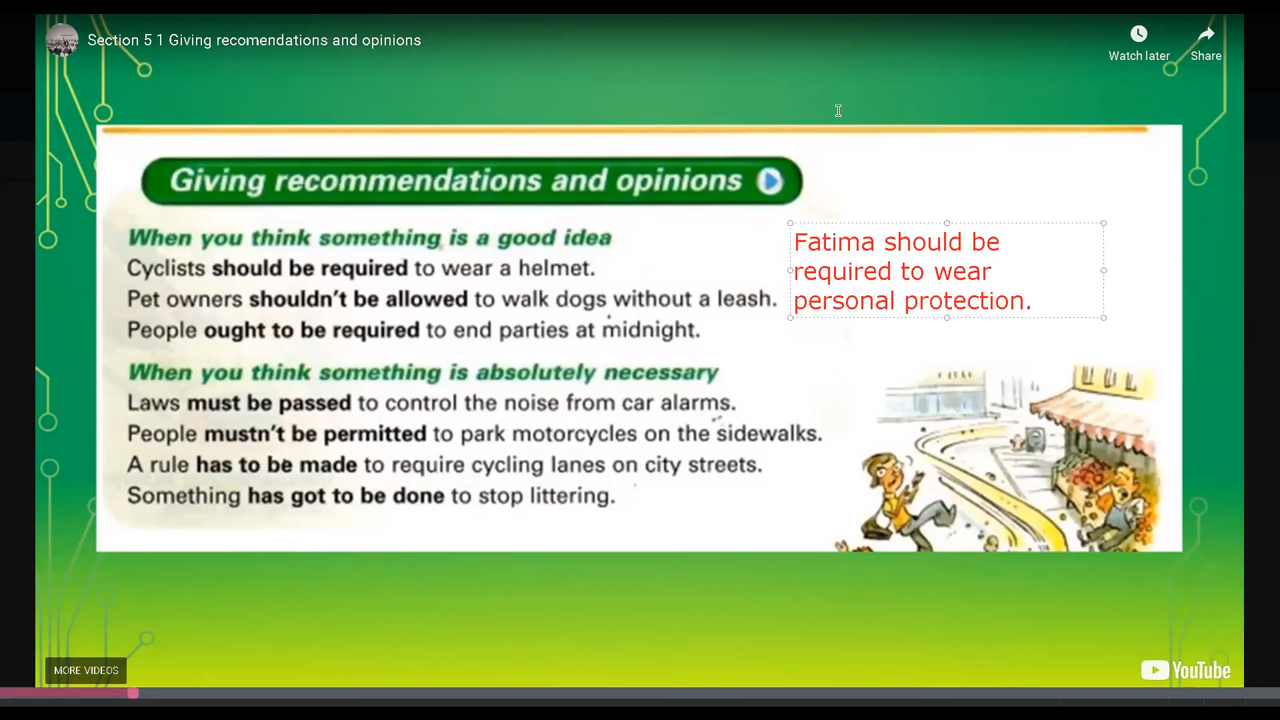 Section 5 1 Giving recomendations and opinions
Watch later
Share
Giving recommendations and opinions
When you think something is a good idea
Cyclists should be required to wear a helmet.
Pet owners shouldn't be allowed to walk dogs without a leash.
People ought to be required to end parties at midnight.
Fatima should be
required to wear
personal protection.
When you think something is absolutely necessary
Laws must be passed to control the noise from car alarms.
People mustn't be permitted to park motorcycles on the sidewalks.
A rule has to be made to require cycling lanes on city streets.
Something has got to be done to stop littering.
MORE VIDEOS
YouTube